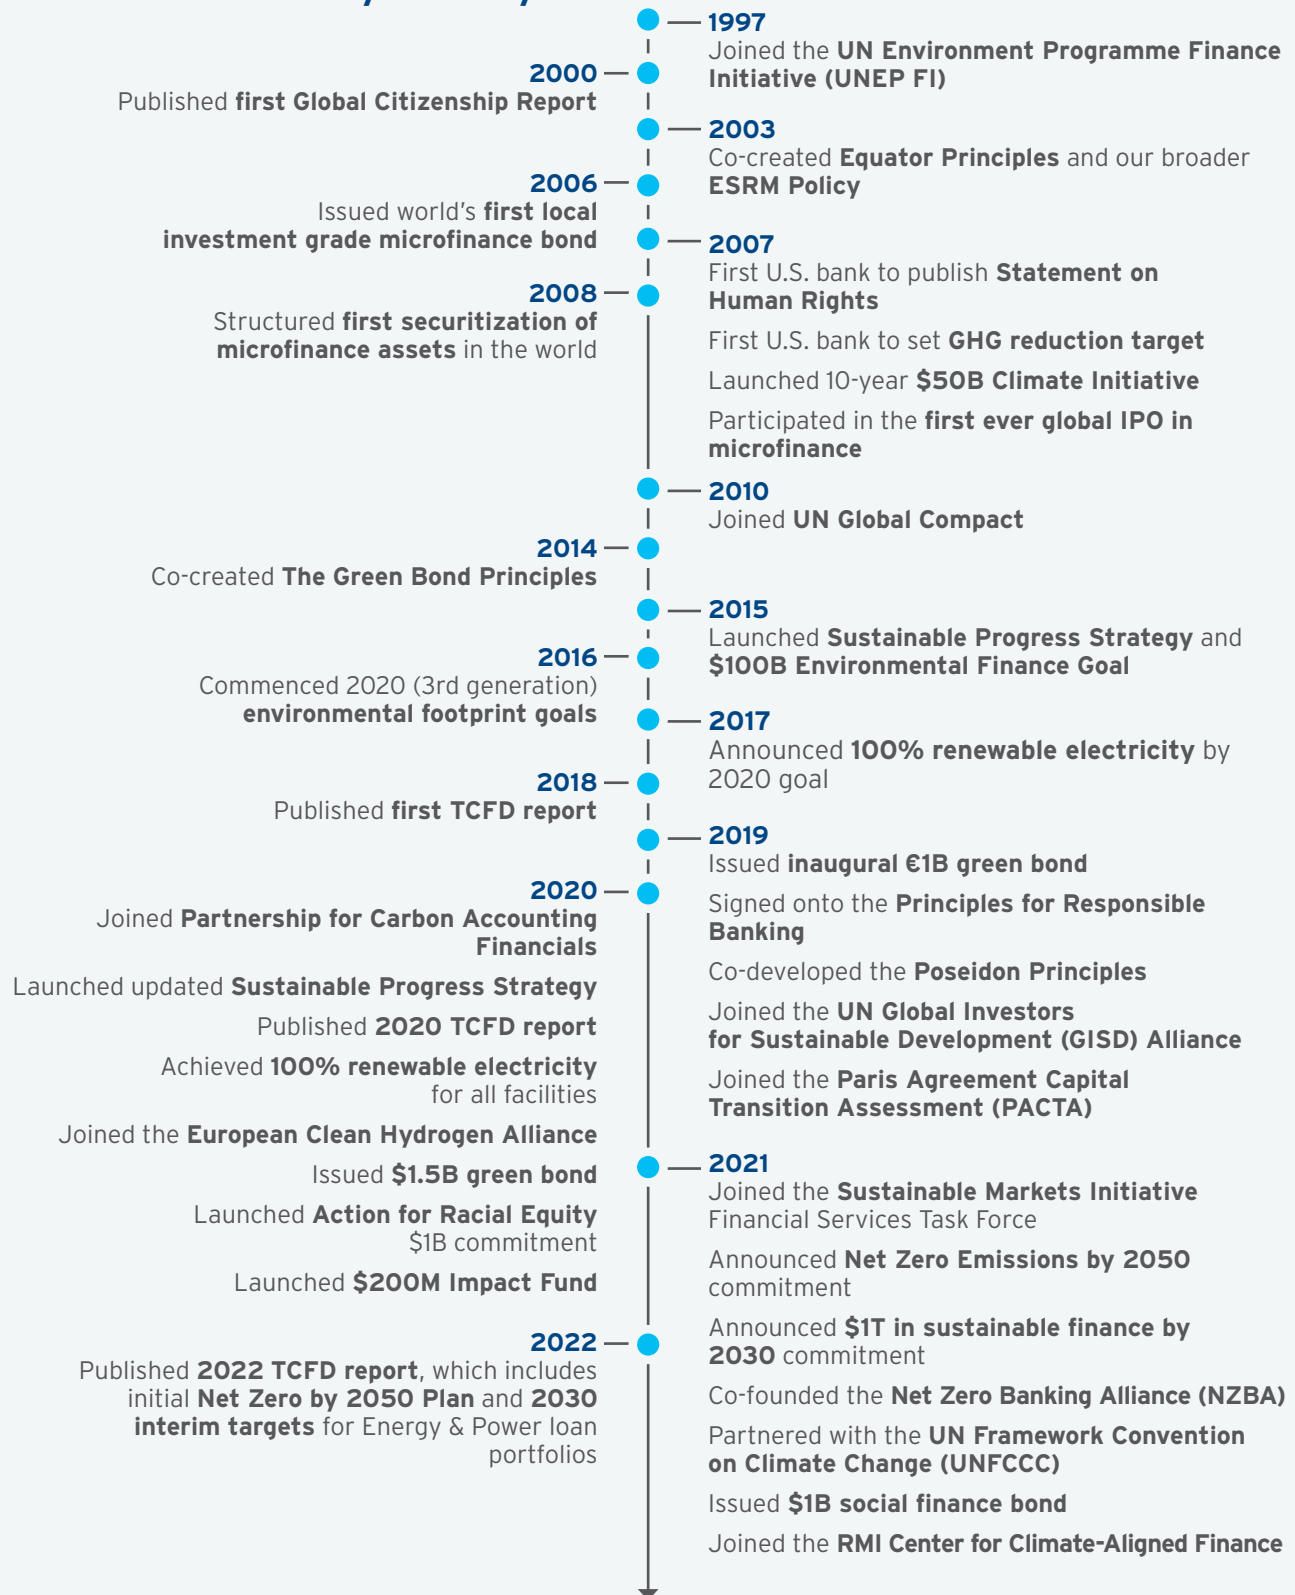 1997
Joined the UN Environment Programme Finance
Initiative (UNEP FI)
2000
Published first Global Citizenship Report
2003
Co-created Equator Principles and our broader
ESRM Policy
2006
Issued world's first local
investment grade microfinance bond
2007
First U.S. bank to publish Statement on
Human Rights
First U.S. bank to set GHG reduction target
Launched 10-year $50B Climate Initiative
Participated in the first ever global IPO in
microfinance
2008
Structured first securitization of
microfinance assets in the world
2010
Joined UN Global Compact
2014
Co-created The Green Bond Principles
2015
Launched Sustainable Progress Strategy and
$100B Environmental Finance Goal
2016
Commenced 2020 (3rd generation)
environmental footprint goals
2017
Announced 100% renewable electricity by
2020 goal
2018
Published first TCFD report
2019
Issued inaugural €1B green bond
Signed onto the Principles for Responsible
Banking
Co-developed the Poseidon Principles
Joined the UN Global Investors
for Sustainable Development (GISD) Alliance
Joined the Paris Agreement Capital
Transition Assessment (PACTA)
2020
Joined Partnership for Carbon Accounting
Financials
Launched updated Sustainable Progress Strategy
Published 2020 TCFD report
Achieved 100% renewable electricity
for all facilities
Joined the European Clean Hydrogen Alliance
Issued $1.5B green bond
Launched Action for Racial Equity
$1B commitment
Launched $200M Impact Fund
2021
Joined the Sustainable Markets Initiative
Financial Services Task Force
Announced Net Zero Emissions by 2050
commitment
Announced $1T in sustainable finance by
2030 commitment
Co-founded the Net Zero Banking Alliance (NZBA)
Partnered with the UN Framework Convention
on Climate Change (UNFCCC)
Issued $1B social finance bond
Joined the RMI Center for Climate-Aligned Finance
2022
Published 2022 TCFD report, which includes
initial Net Zero by 2050 Plan and 2030
interim targets for Energy & Power loan
portfolios